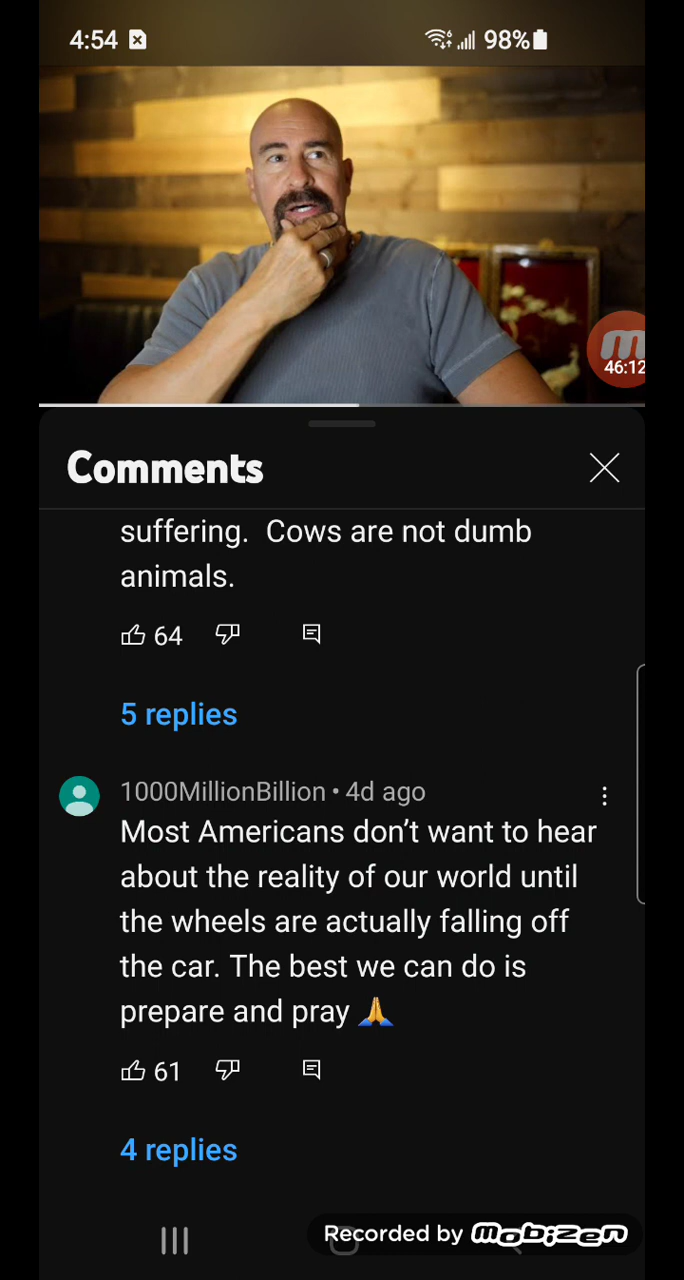 4:54
98%
46:12
Comments
suffering.  Cows are not dumb
animals.
64
5 replies
1000MillionBillion • 4d ago
Most Americans don’t want to hear
about the reality of our world until
the wheels are actually falling off
the car. The best we can do is
prepare and pray 🙏
61
4 replies
Recorded by mobizen